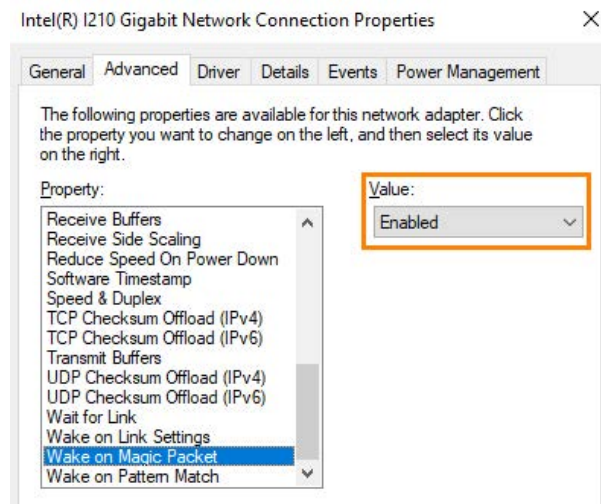 Intel(R) I210 Gigabit Network Connection Properties
General Advanced Driver Details Events Power Management
The following properties are available for this network adapter. Click
the property you want to change on the left, and then select its value
on the right.
Property:
Value:
Enabled
Receive Buffers
Receive Side Scaling
Reduce Speed On Power Down
Software Timestamp
Speed & Duplex
TCP Checksum Offload (IPv4)
TCP Checksum Offload (IPv6)
Transmit Buffers
UDP Checksum Offload (IPv4)
UDP Checksum Offload (IPv6)
Wait for Link
Wake on Link Settings
Wake on Magic Packet
Wake on Pattern Match